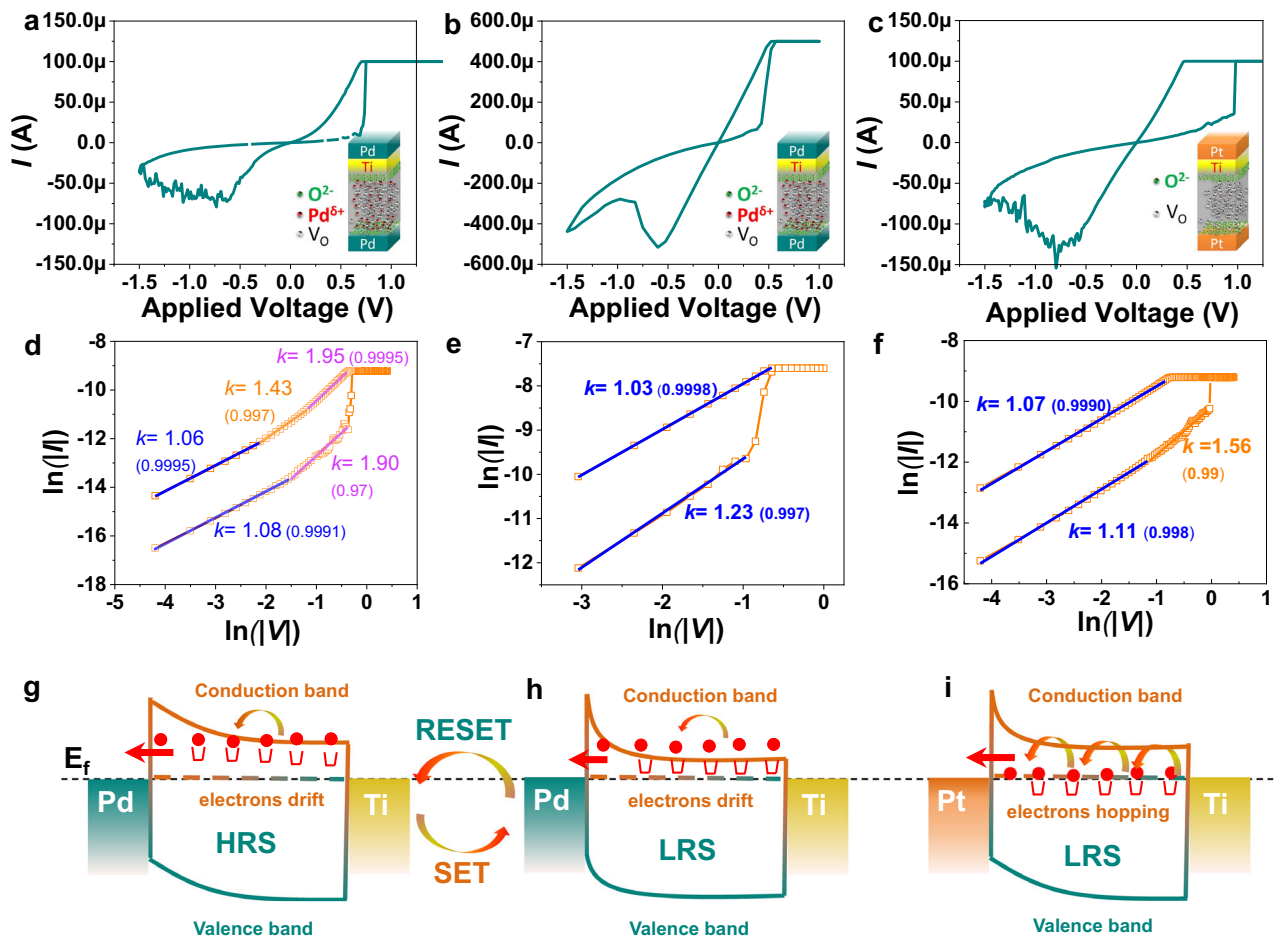 a
150.0µ
100.0µ
50.0µ
0.0
-50.0µ
-100.0µ
-150.0µ
I (A)
-1.5 -1.0 -0.5 0.0 0.5 1.0
Applied Voltage (V)
O2-
Pdδ+
VO
Pd
Ti
Pd
b
600.0µ
400.0µ
200.0µ
0.0
-200.0µ
-400.0µ
-600.0µ
I (A)
-1.5 -1.0 -0.5 0.0 0.5 1.0
Applied Voltage (V)
O2-
Pdδ+
VO
Pd
Ti
Pd
c
150.0µ
100.0µ
50.0µ
0.0
-50.0µ
-100.0µ
-150.0µ
I (A)
-1.5 -1.0 -0.5 0.0 0.5 1.0
Applied Voltage (V)
O2-
VO
Pt
Ti
Pt
d
-8
-10
-12
-14
-16
-18
ln(|I|)
k= 1.95 (0.9995)
k= 1.43
(0.997)
k= 1.06
(0.9995)
k= 1.90
(0.97)
k= 1.08 (0.9991)
-5 -4 -3 -2 -1 0 1
ln(|V|)
e
-7
-8
-9
-10
-11
-12
ln(|I|)
k= 1.03 (0.9998)
k= 1.23 (0.997)
-3 -2 -1 0
ln(|V|)
f
-8
-10
-12
-14
-16
ln(|I|)
k= 1.07 (0.9990)
k =1.56
(0.99)
k= 1.11 (0.998)
-4 -3 -2 -1 0 1
ln(|V|)
g
Conduction band
Ef
Pd
electrons drift
Ti
HRS
Valence band
RESET
SET
h
Conduction band
Pd
electrons drift
Ti
LRS
Valence band
i
Conduction band
Pt
electrons hopping
Ti
LRS
Valence band